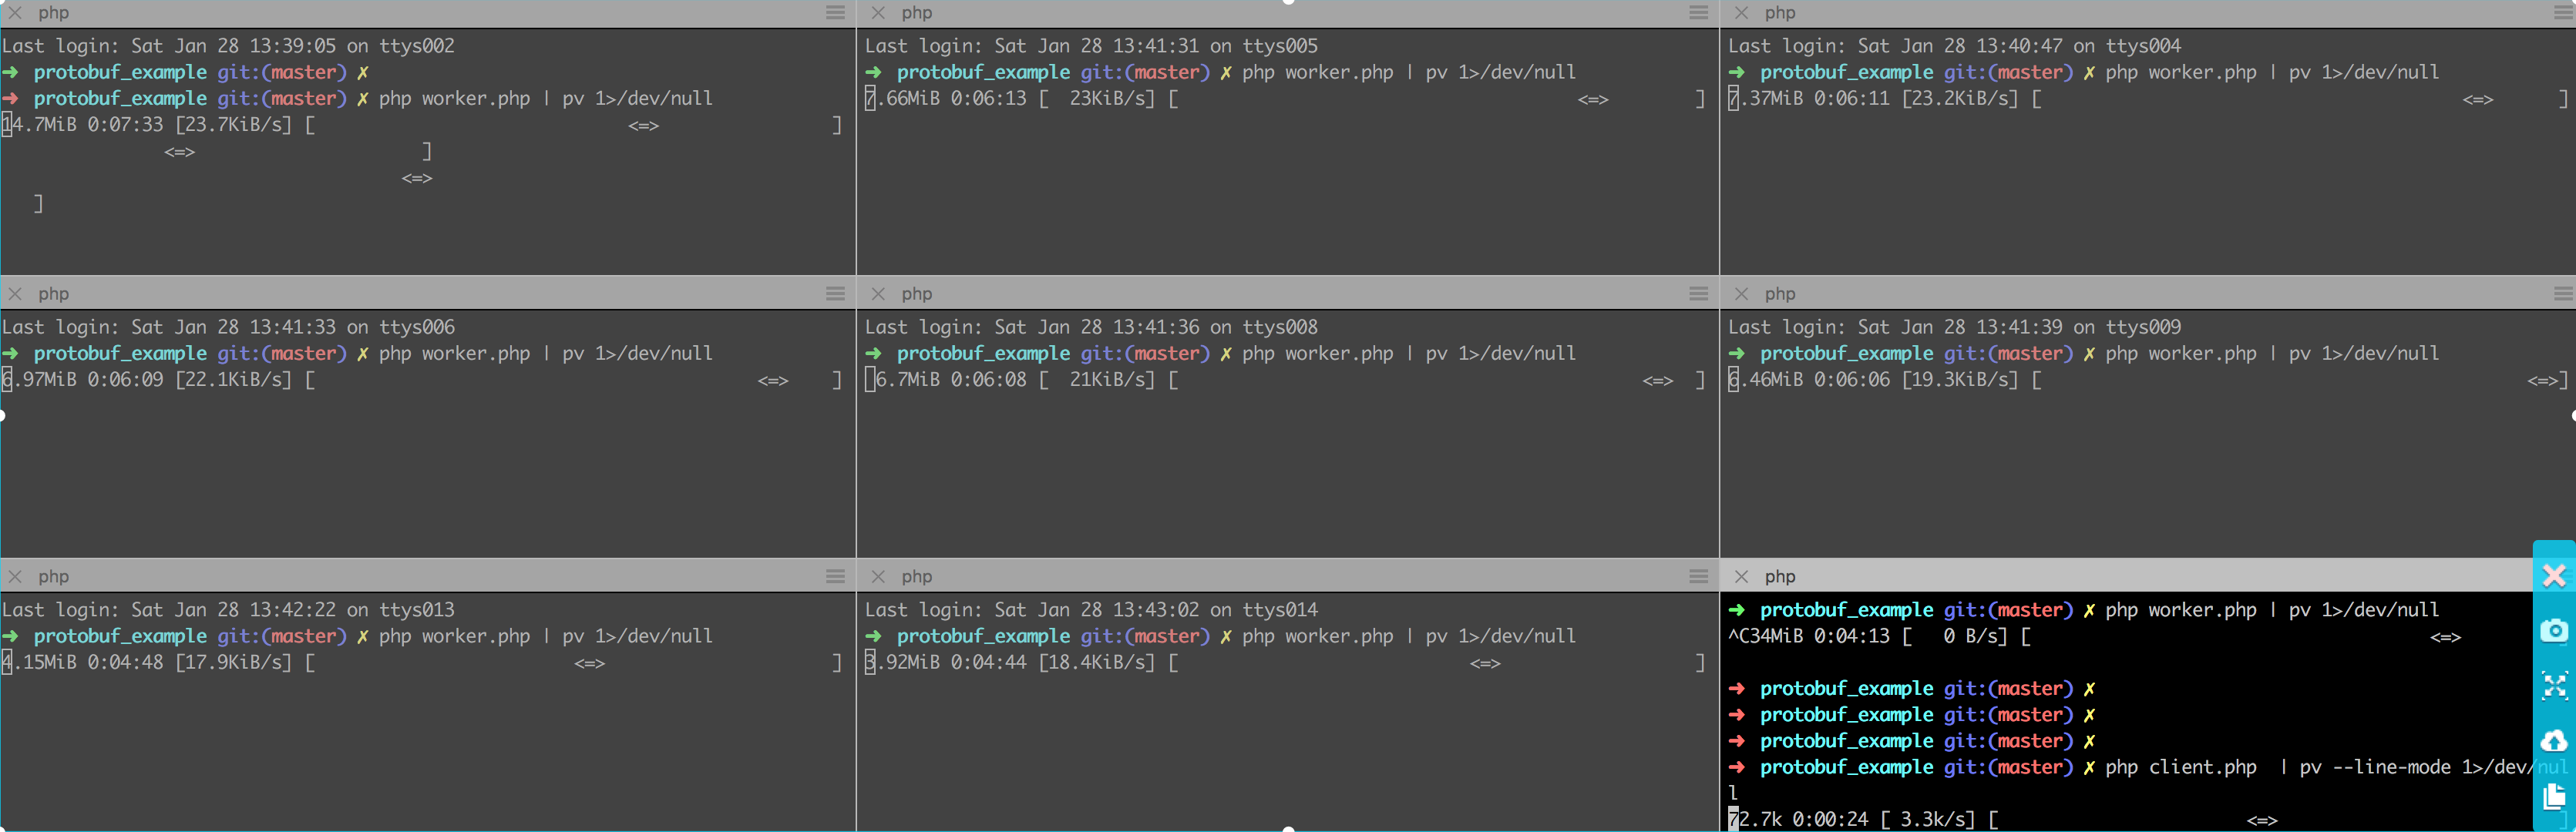 php
Last login: Sat Jan 28 13:39:05 on ttys002
➜ protobuf_example git:(master) ✗
➜ protobuf_example git:(master) ✗ php worker.php | pv 1>/dev/null
14.7MiB 0:07:33 [23.7KiB/s] [ <=> ]
<=> ]
<=>
]
php
Last login: Sat Jan 28 13:41:31 on ttys005
➜ protobuf_example git:(master) ✗ php worker.php | pv 1>/dev/null
7.66MiB 0:06:13 [ 23KiB/s] [ <=> ]
php
Last login: Sat Jan 28 13:40:47 on ttys004
➜ protobuf_example git:(master) ✗ php worker.php | pv 1>/dev/null
7.37MiB 0:06:11 [23.2KiB/s] [ <=> ]
php
Last login: Sat Jan 28 13:41:33 on ttys006
➜ protobuf_example git:(master) ✗ php worker.php | pv 1>/dev/null
6.97MiB 0:06:09 [22.1KiB/s] [ <=> ]
php
Last login: Sat Jan 28 13:41:36 on ttys008
➜ protobuf_example git:(master) ✗ php worker.php | pv 1>/dev/null
6.7MiB 0:06:08 [ 21KiB/s] [ <=> ]
php
Last login: Sat Jan 28 13:41:39 on ttys009
➜ protobuf_example git:(master) ✗ php worker.php | pv 1>/dev/null
6.46MiB 0:06:06 [19.3KiB/s] [ <=>]
php
Last login: Sat Jan 28 13:42:22 on ttys013
➜ protobuf_example git:(master) ✗ php worker.php | pv 1>/dev/null
4.15MiB 0:04:48 [17.9KiB/s] [ <=> ]
php
Last login: Sat Jan 28 13:43:02 on ttys014
➜ protobuf_example git:(master) ✗ php worker.php | pv 1>/dev/null
3.92MiB 0:04:44 [18.4KiB/s] [ <=> ]
php
➜ protobuf_example git:(master) ✗ php worker.php | pv 1>/dev/null
^C34MiB 0:04:13 [ 0 B/s] [ <=>
➜ protobuf_example git:(master) ✗
➜ protobuf_example git:(master) ✗
➜ protobuf_example git:(master) ✗
➜ protobuf_example git:(master) ✗ php client.php | pv --line-mode 1>/dev/nul
l
72.7k 0:00:24 [ 3.3k/s] [ <=>